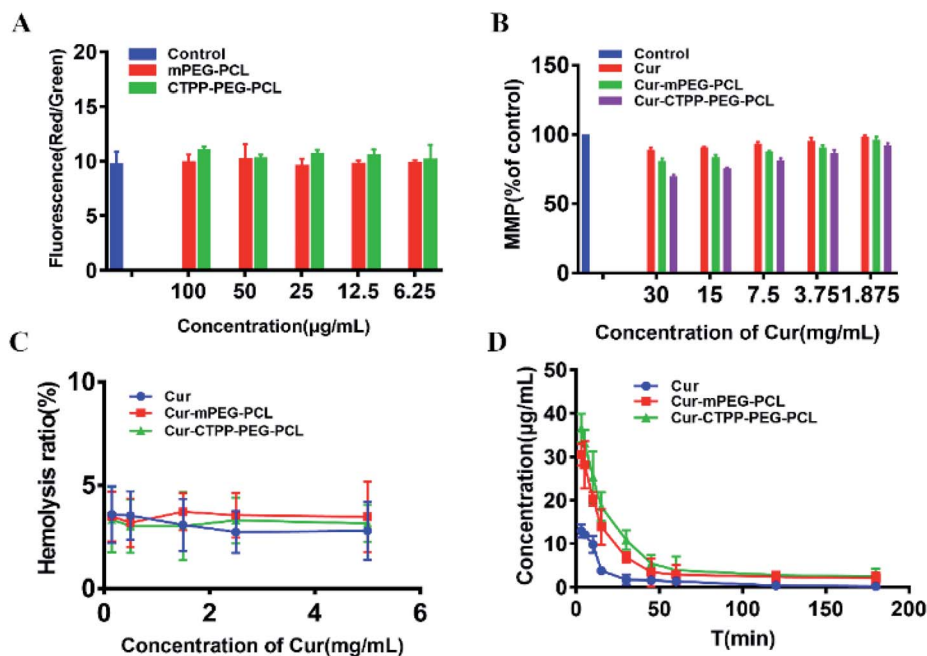 A
Fluorescence(Red/Green)
20
15
10
5
0
Control
mPEG-PCL
CTPP-PEG-PCL
100 50 25 12.5 6.25
Concentration(µg/mL)
B
MMP(%of control)
150
100
50
0
Control
Cur
Cur-mPEG-PCL
Cur-CTPP-PEG-PCL
30 15 7.5 3.75 1.875
Concentration of Cur(mg/mL)
C
Hemolysis ratio(%)
10
5
0
Cur
Cur-mPEG-PCL
Cur-CTPP-PEG-PCL
0 2 4 6
Concentration of Cur(mg/mL)
D
Concentration(µg/mL)
50
40
30
20
10
0
Cur
Cur-mPEG-PCL
Cur-CTPP-PEG-PCL
0 50 100 150 200
T(min)